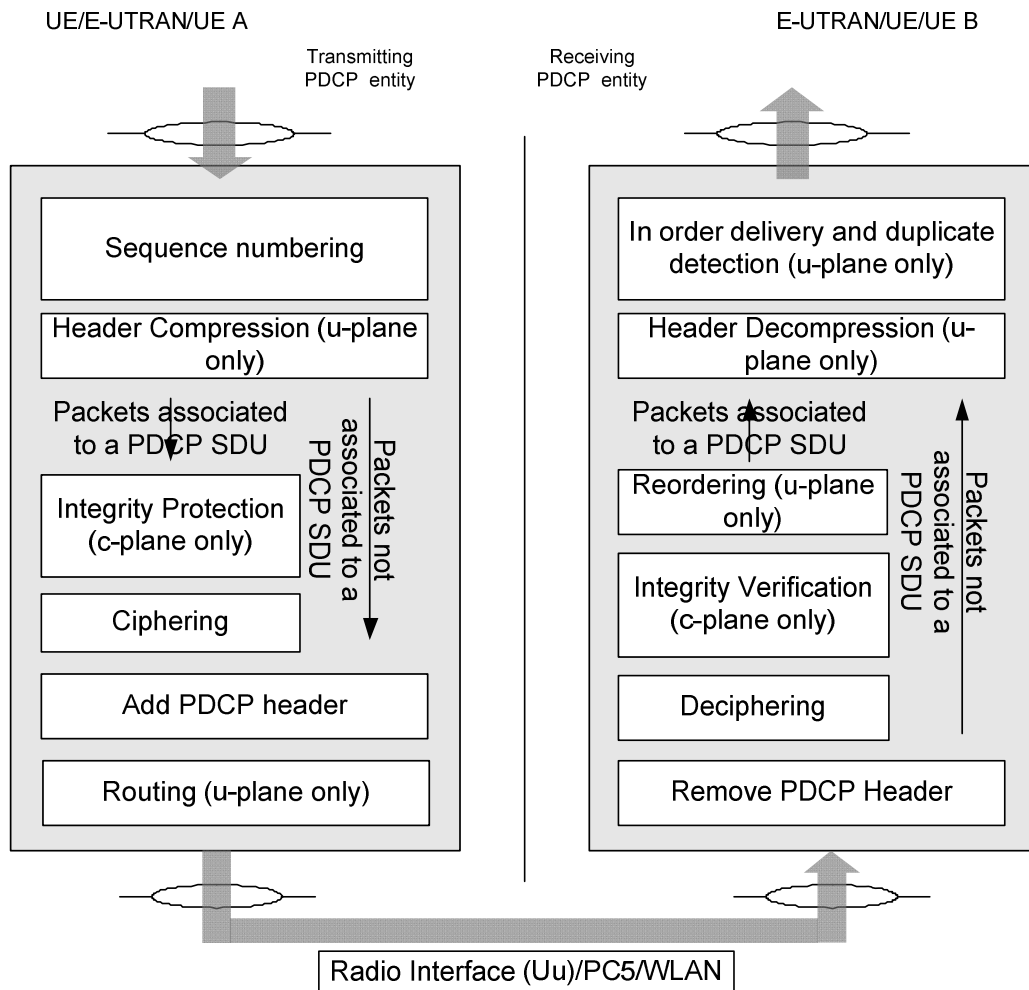 UE/E-UTRAN/UE A
E-UTRAN/UE/UE B
Transmitting
PDCP entity
Receiving
PDCP entity
Sequence numbering
Header Compression (u-plane
only)
Packets associated
to a PDCP SDU
Packets not
associated to a
PDCP SDU
Integrity Protection
(c-plane only)
Ciphering
Add PDCP header
Routing (u-plane only)
In order delivery and duplicate
detection (u-plane only)
Header Decompression (u-
plane only)
Packets associated
to a PDCP SDU
Reordering (u-plane
only)
Packets not
associated to a
PDCP SDU
Integrity Verification
(c-plane only)
Deciphering
Remove PDCP Header
Radio Interface (Uu)/PC5/WLAN